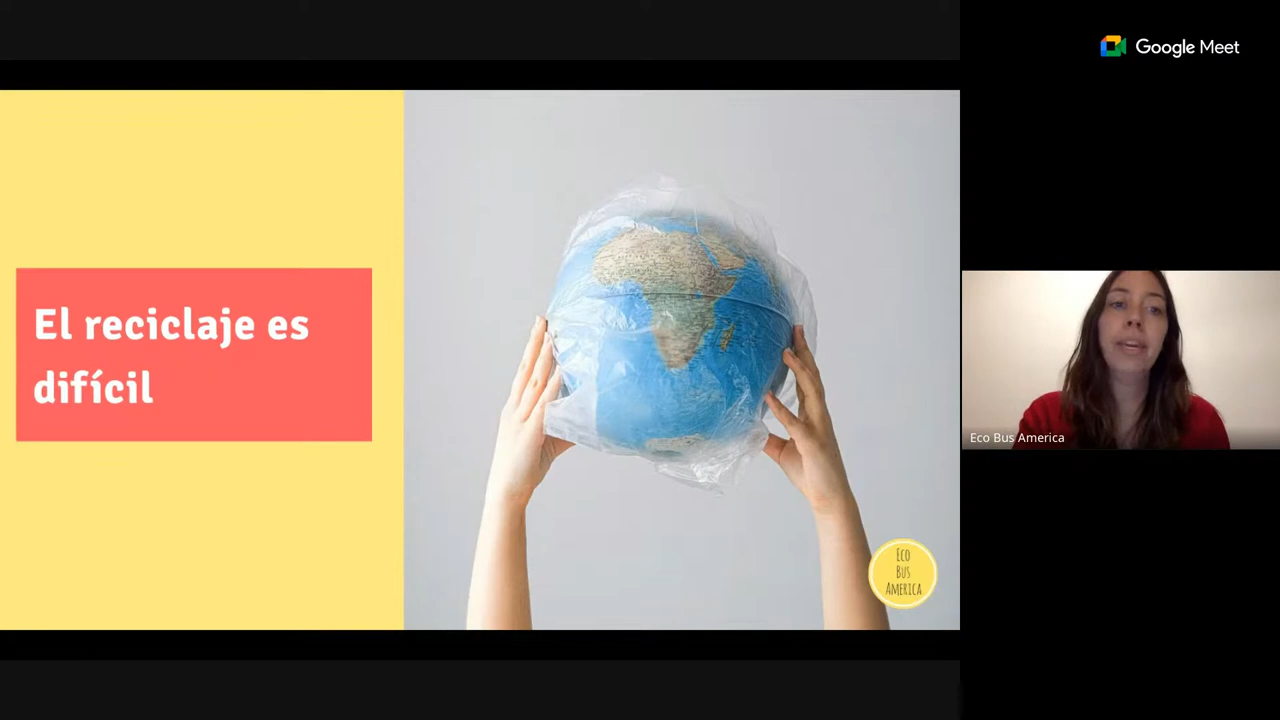 Google Meet
El reciclaje es
difícil
Eco Bus America
ECO
BUS
AMERICA